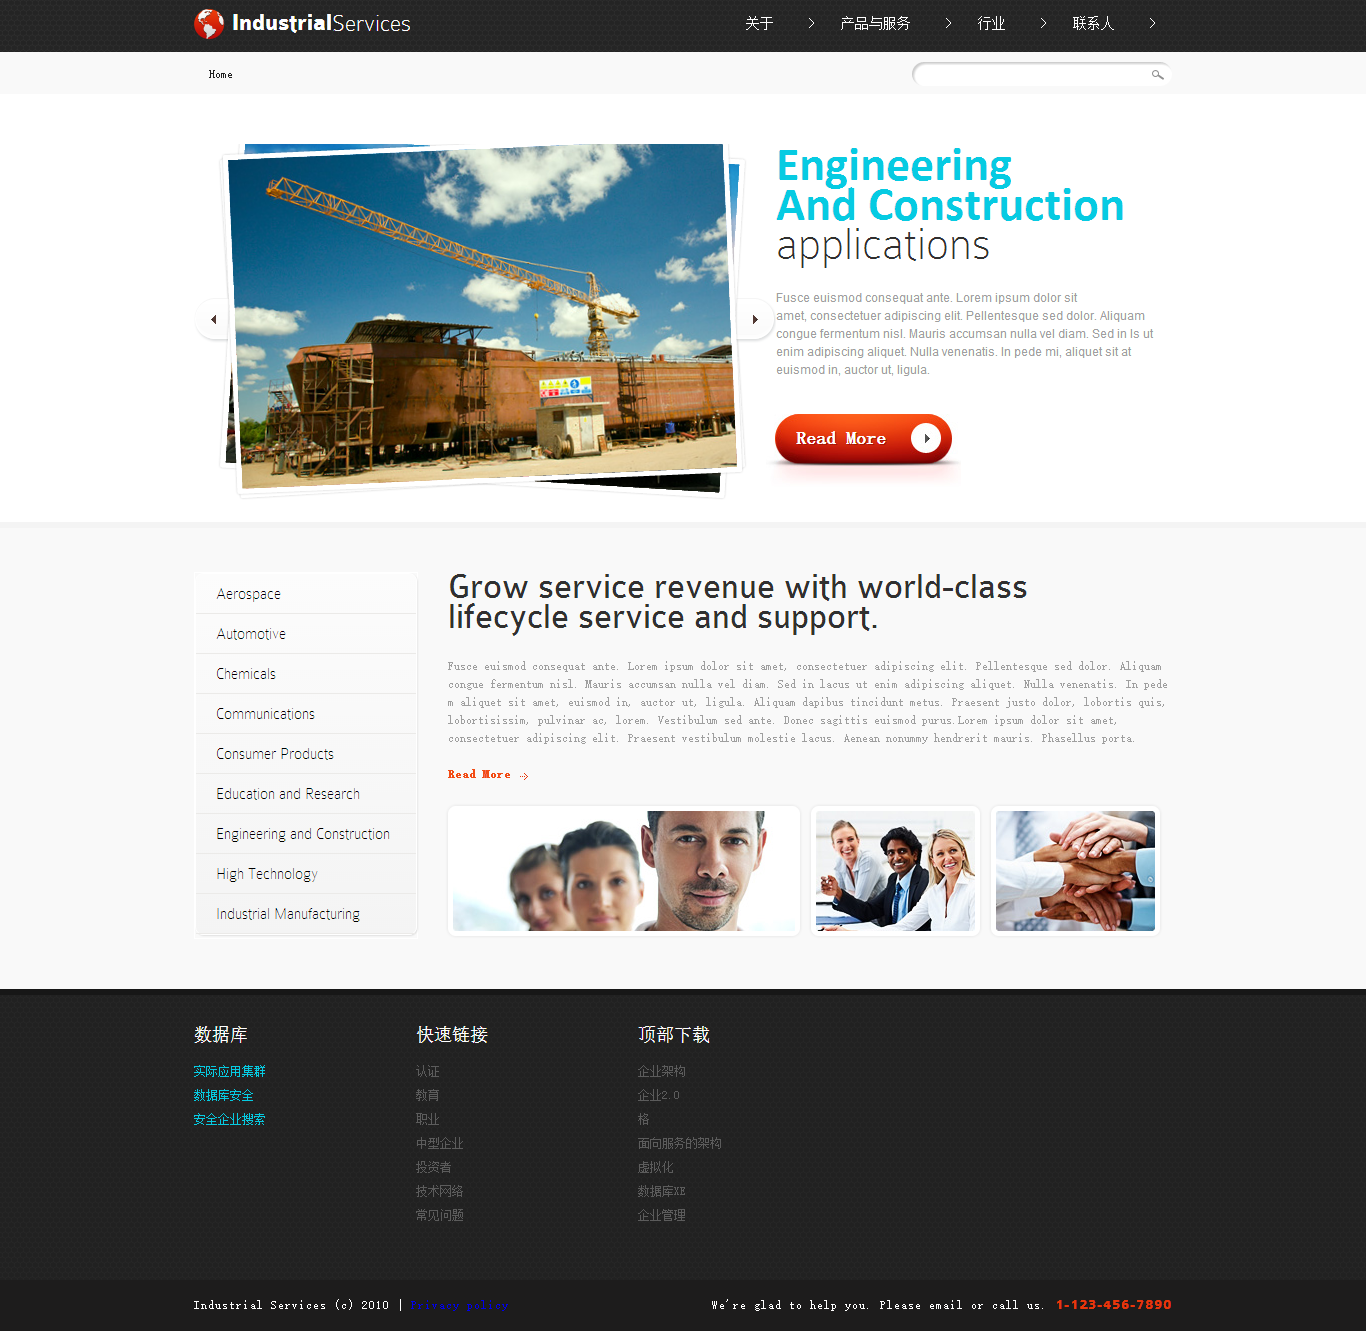 IndustrialServices
关于
产品与服务
行业
联系人
Home
Engineering
And Construction
applications
Fusce euismod consequat ante. Lorem ipsum dolor sit
amet, consectetuer adipiscing elit. Pellentesque sed dolor. Aliquam
congue fermentum nisl. Mauris accumsan nulla vel diam. Sed in ls ut
enim adipiscing aliquet. Nulla venenatis. In pede mi, aliquet sit at
euismod in, auctor ut, ligula.
Read More
Aerospace
Automotive
Chemicals
Communications
Consumer Products
Education and Research
Engineering and Construction
High Technology
Industrial Manufacturing
Grow service revenue with world-class
lifecycle service and support.
Fusce euismod consequat ante. Lorem ipsum dolor sit amet, consectetuer adipiscing elit. Pellentesque sed dolor. Aliquam
congue fermentum nisl. Mauris accumsan nulla vel diam. Sed in lacus ut enim adipiscing aliquet. Nulla venenatis. In pede
m aliquet sit amet, euismod in, auctor ut, ligula. Aliquam dapibus tincidunt metus. Praesent justo dolor, lobortis quis,
lobortisissim, pulvinar ac, lorem. Vestibulum sed ante. Donec sagittis euismod purus.Lorem ipsum dolor sit amet,
consectetuer adipiscing elit. Praesent vestibulum molestie lacus. Aenean nonummy hendrerit mauris. Phasellus porta.
Read More
数据库
实际应用集群
数据库安全
安全企业搜索
快速链接
认证
教育
职业
中型企业
投资者
技术网络
常见问题
顶部下载
企业架构
企业2.0
格
面向服务的架构
虚拟化
数据库XE
企业管理
Industrial Services (c) 2010 | Privacy policy
We're glad to help you. Please email or call us. 1-123-456-7890